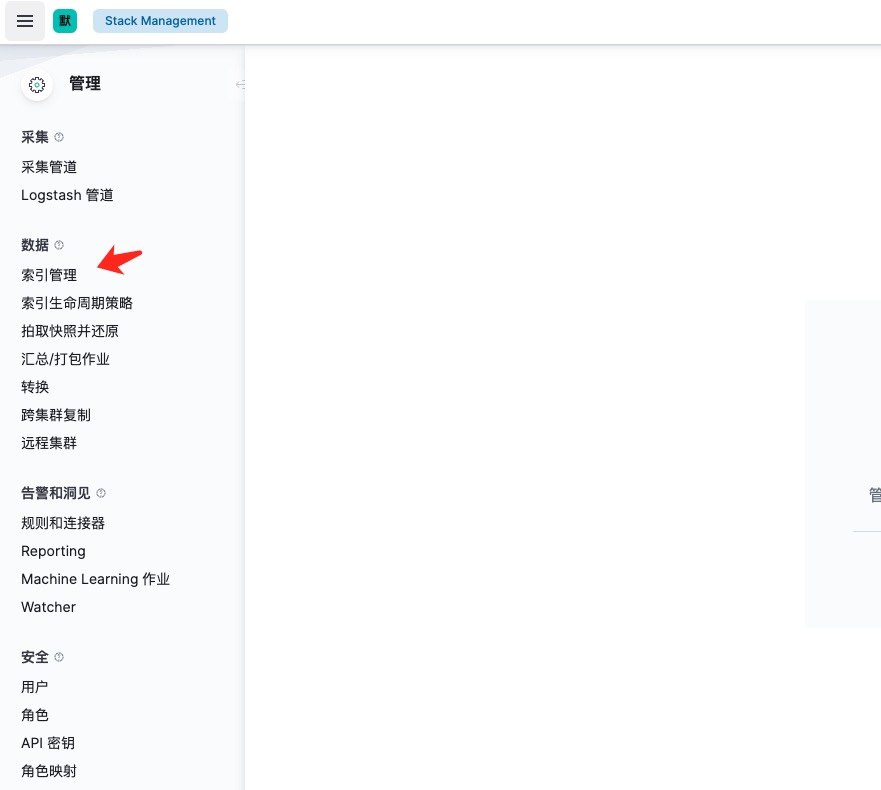 默 Stack Management
管理
采集
采集管道
Logstash 管道
数据
索引管理
索引生命周期策略
拍取快照并还原
汇总/打包作业
转换
跨集群复制
远程集群
告警和洞见
规则和连接器
Reporting
Machine Learning 作业
Watcher
安全
用户
角色
API 密钥
角色映射
管